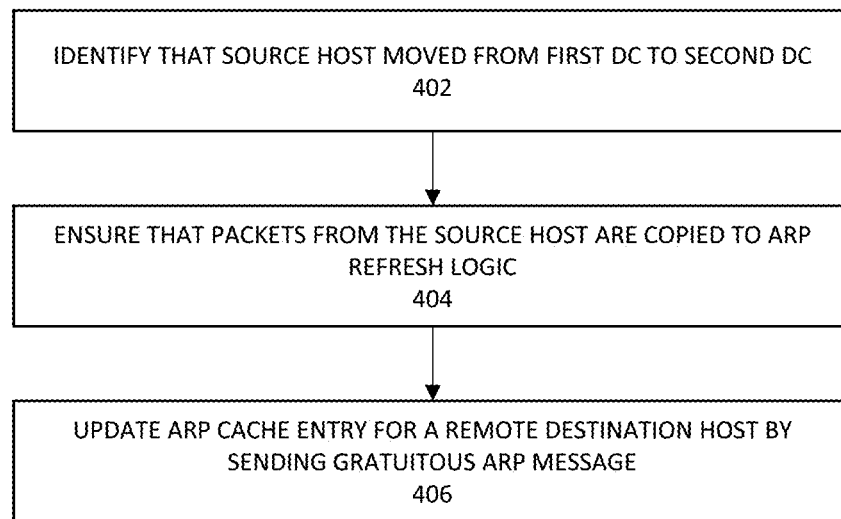 IDENTIFY THAT SOURCE HOST MOVED FROM FIRST DC TO SECOND DC
402
ENSURE THAT PACKETS FROM THE SOURCE HOST ARE COPIED TO ARP
REFRESH LOGIC
404
UPDATE ARP CACHE ENTRY FOR A REMOTE DESTINATION HOST BY
SENDING GRATUITOUS ARP MESSAGE
406